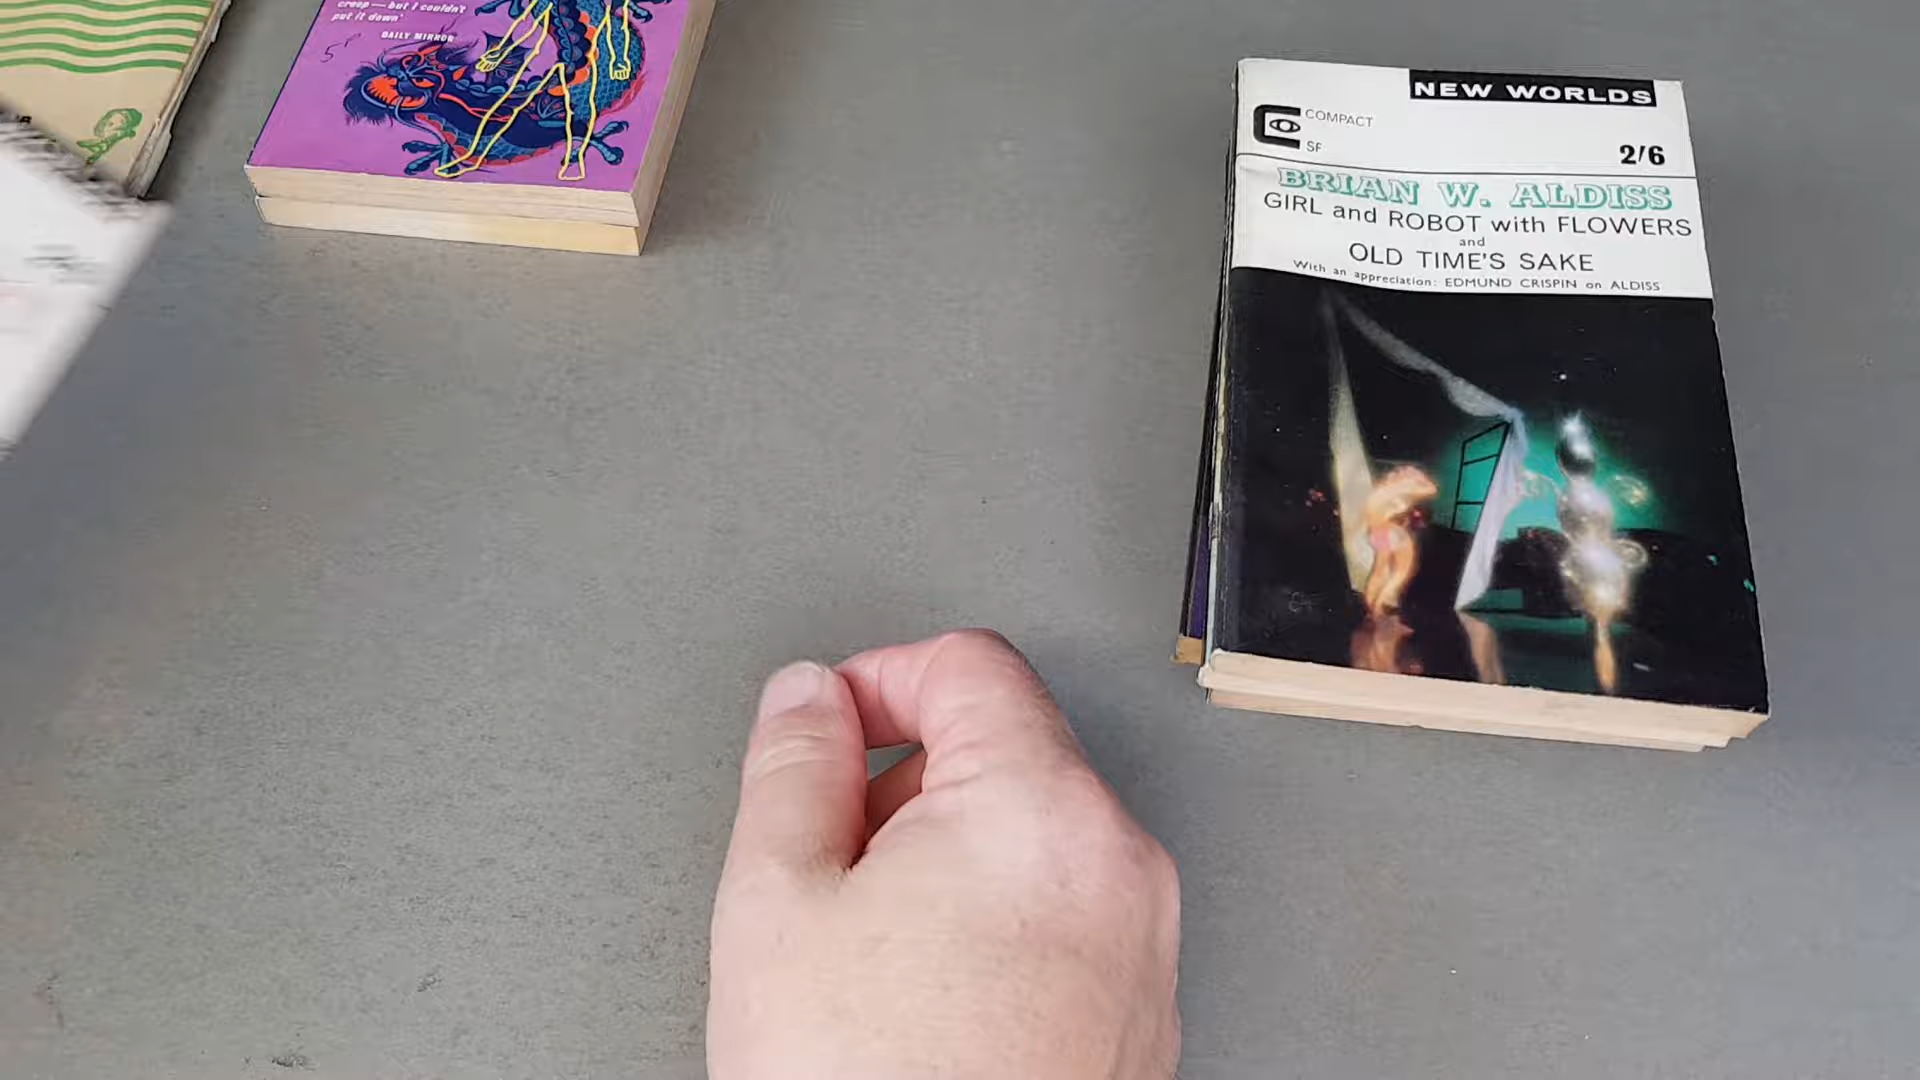 creep — but I couldn't
put it down'
DAILY MIRROR
5P
NEW WORLDS
COMPACT
SF
2/6
BRIAN W. ALDISS
GIRL and ROBOT with FLOWERS
and
OLD TIME'S SAKE
With an appreciation: EDMUND CRISPIN on ALDISS